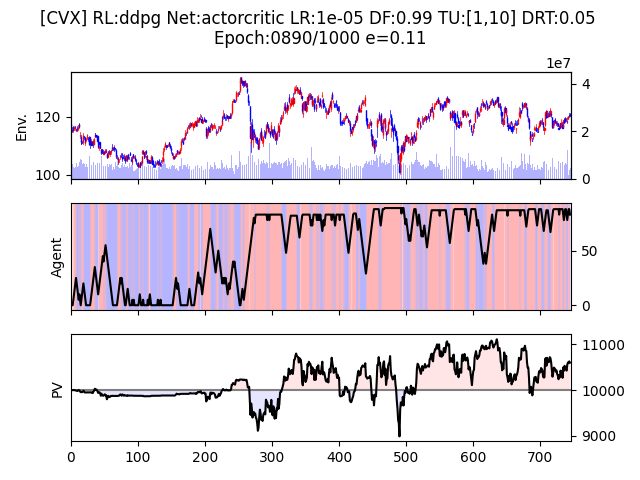 [CVX] RL:ddpg Net:actorcritic LR:1e-05 DF:0.99 TU:[1,10] DRT:0.05
Epoch:0890/1000 e=0.11
1e7
Env.
120
100
4
2
0
Agent
50
0
PV
11000
10000
9000
0 100 200 300 400 500 600 700